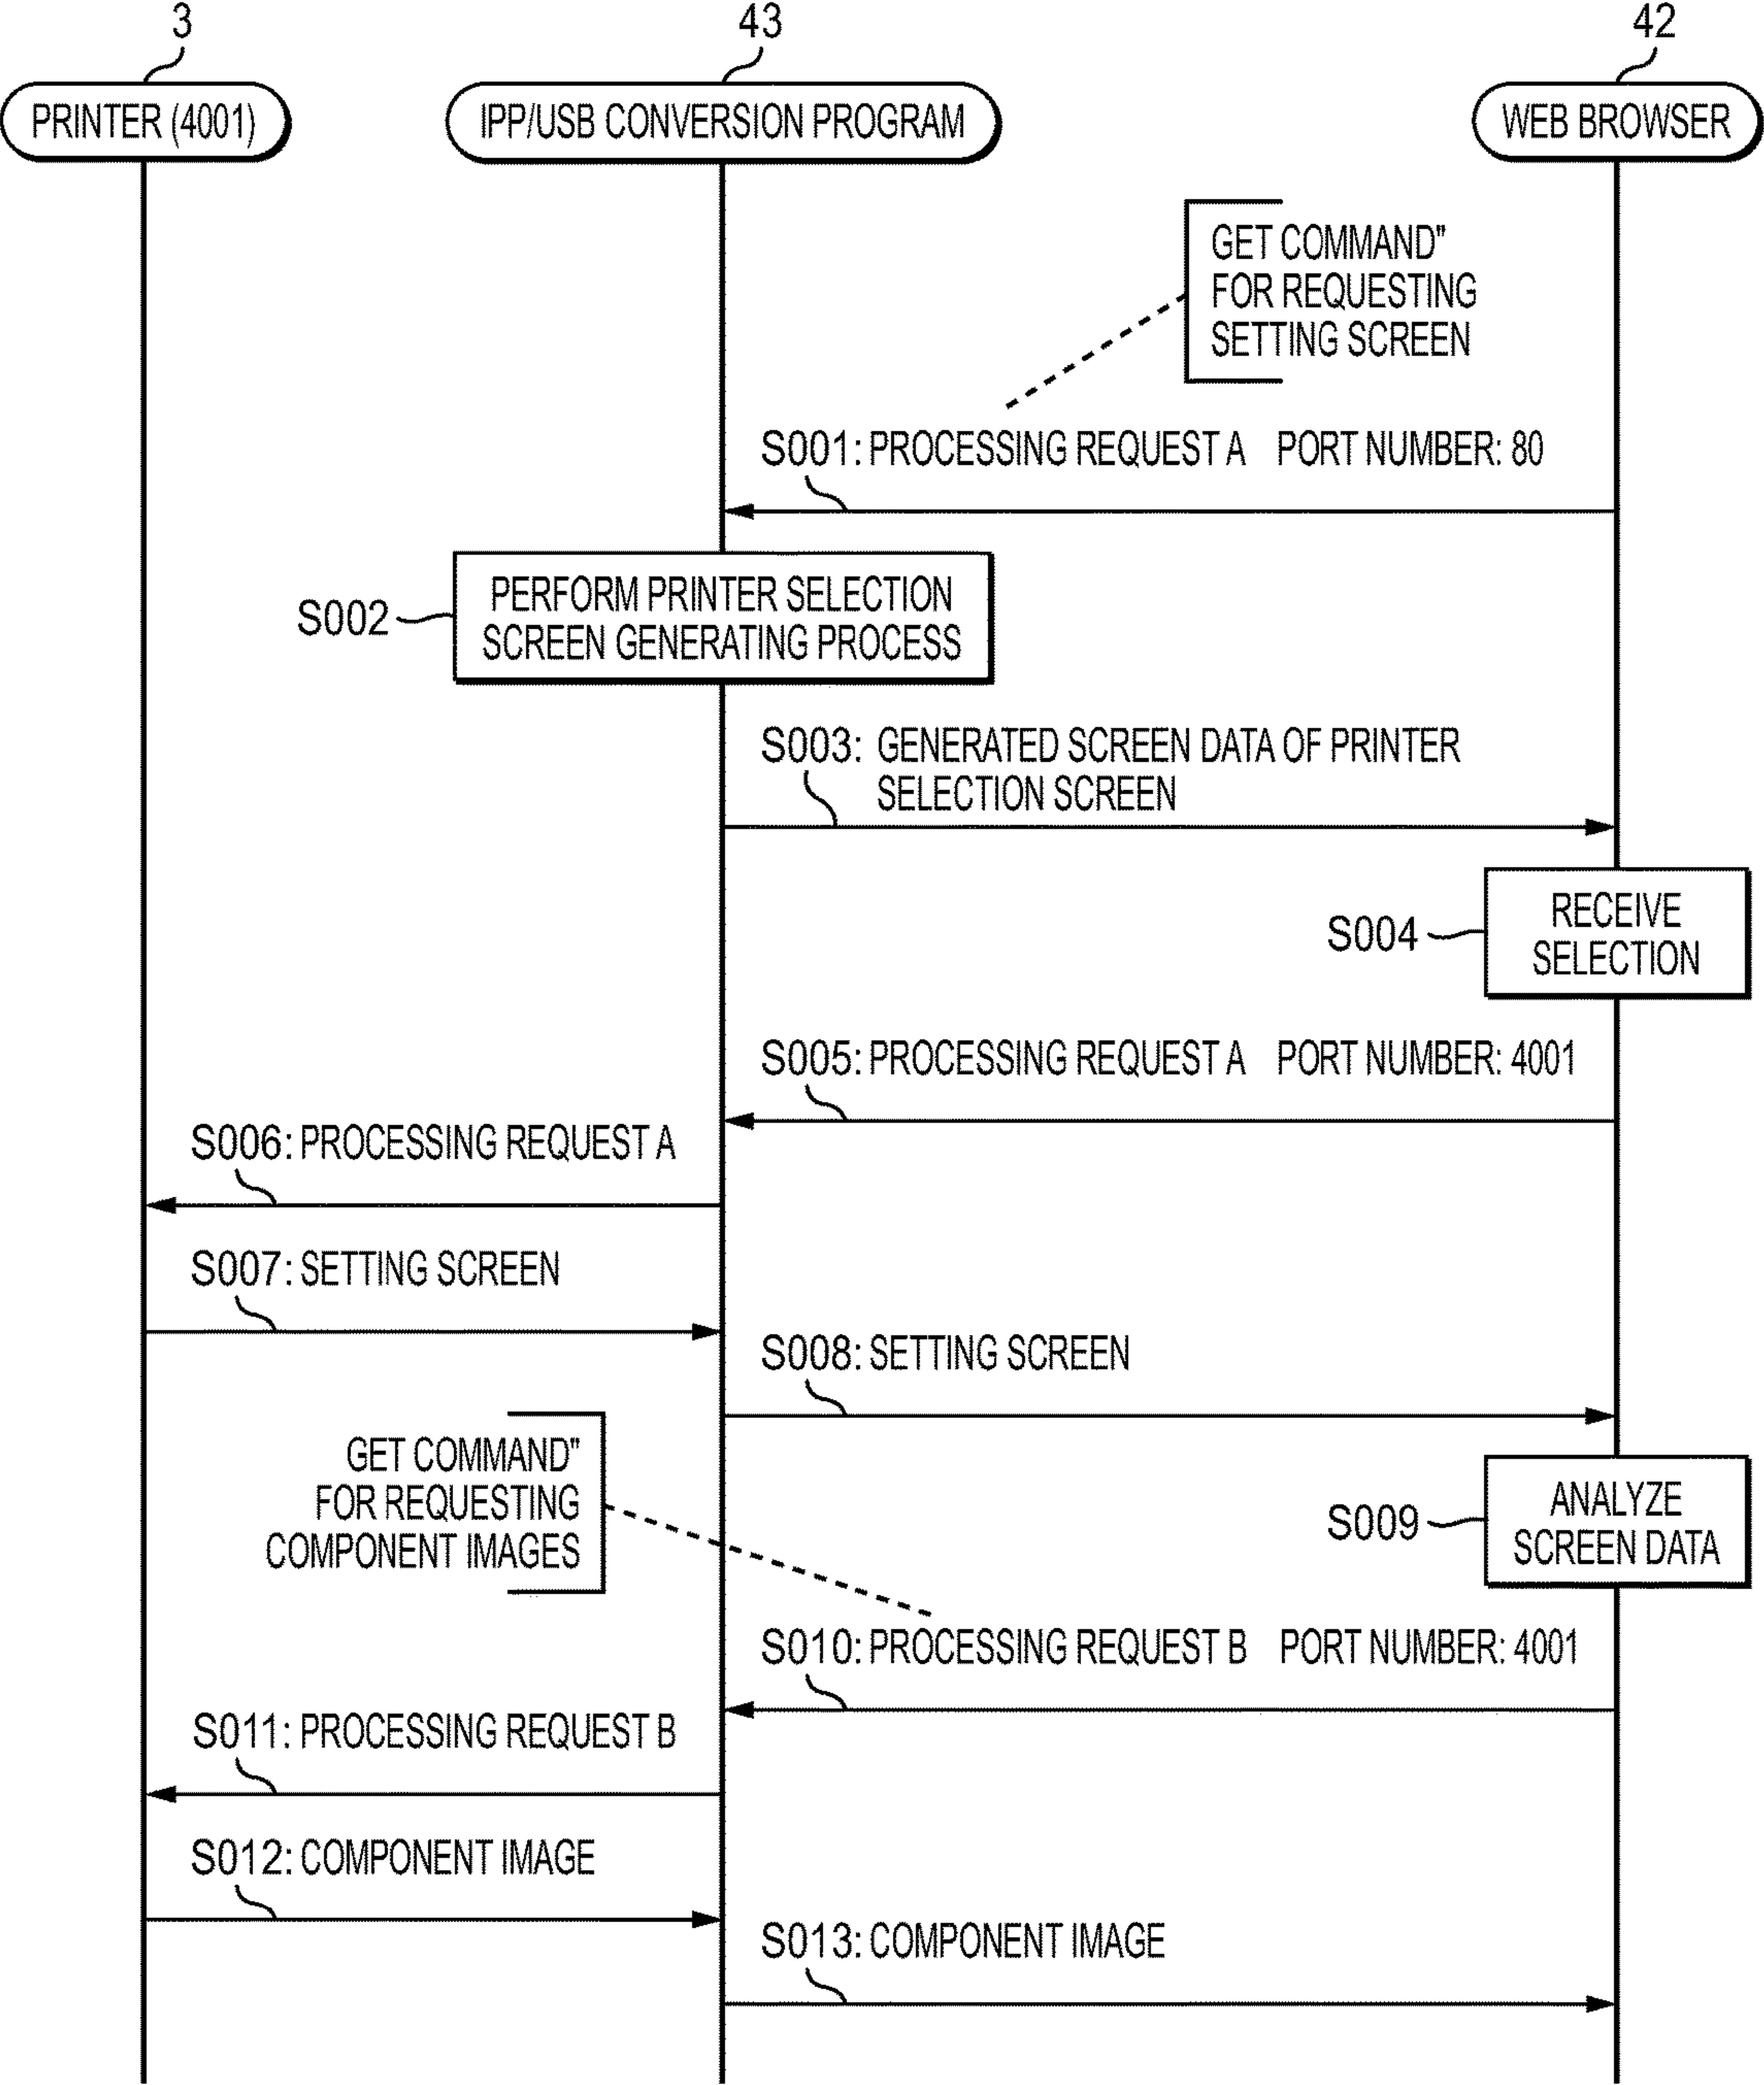 3
43
42
PRINTER (4001)
IPP/USB CONVERSION PROGRAM
WEB BROWSER
GET COMMAND"
FOR REQUESTING
SETTING SCREEN
S001: PROCESSING REQUEST A PORT NUMBER: 80
S002
PERFORM PRINTER SELECTION
SCREEN GENERATING PROCESS
S003: GENERATED SCREEN DATA OF PRINTER
SELECTION SCREEN
S004
RECEIVE
SELECTION
S005: PROCESSING REQUEST A PORT NUMBER: 4001
S006: PROCESSING REQUEST A
S007: SETTING SCREEN
S008: SETTING SCREEN
GET COMMAND"
FOR REQUESTING
COMPONENT IMAGES
S009
ANALYZE
SCREEN DATA
S010: PROCESSING REQUEST B PORT NUMBER: 4001
S011: PROCESSING REQUEST B
S012: COMPONENT IMAGE
S013: COMPONENT IMAGE